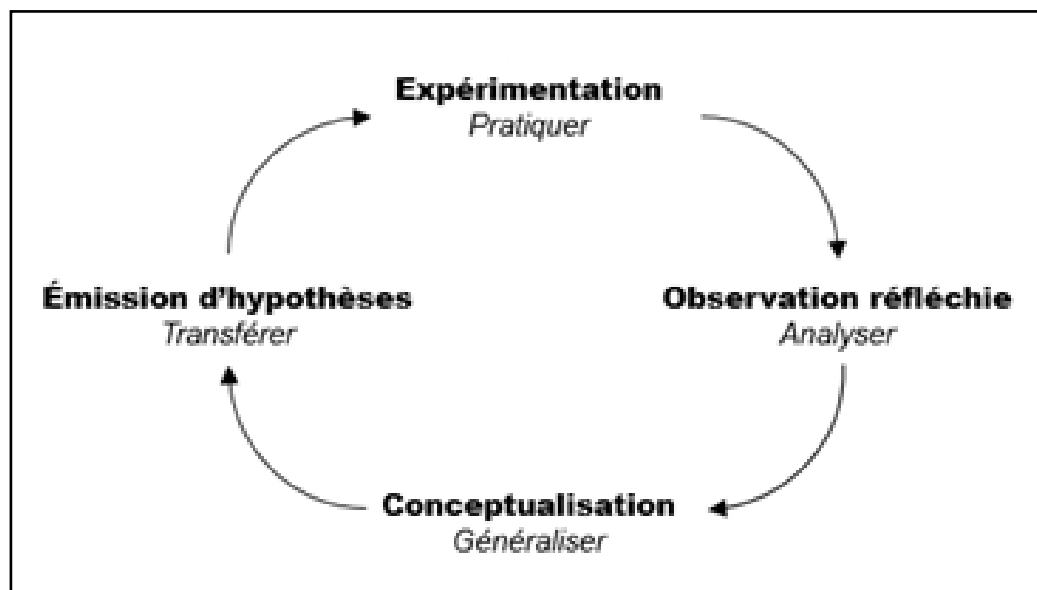 Expérimentation
Pratiquer
Émission d'hypothèses
Transférer
Observation réfléchie
Analyser
Conceptualisation
Généraliser